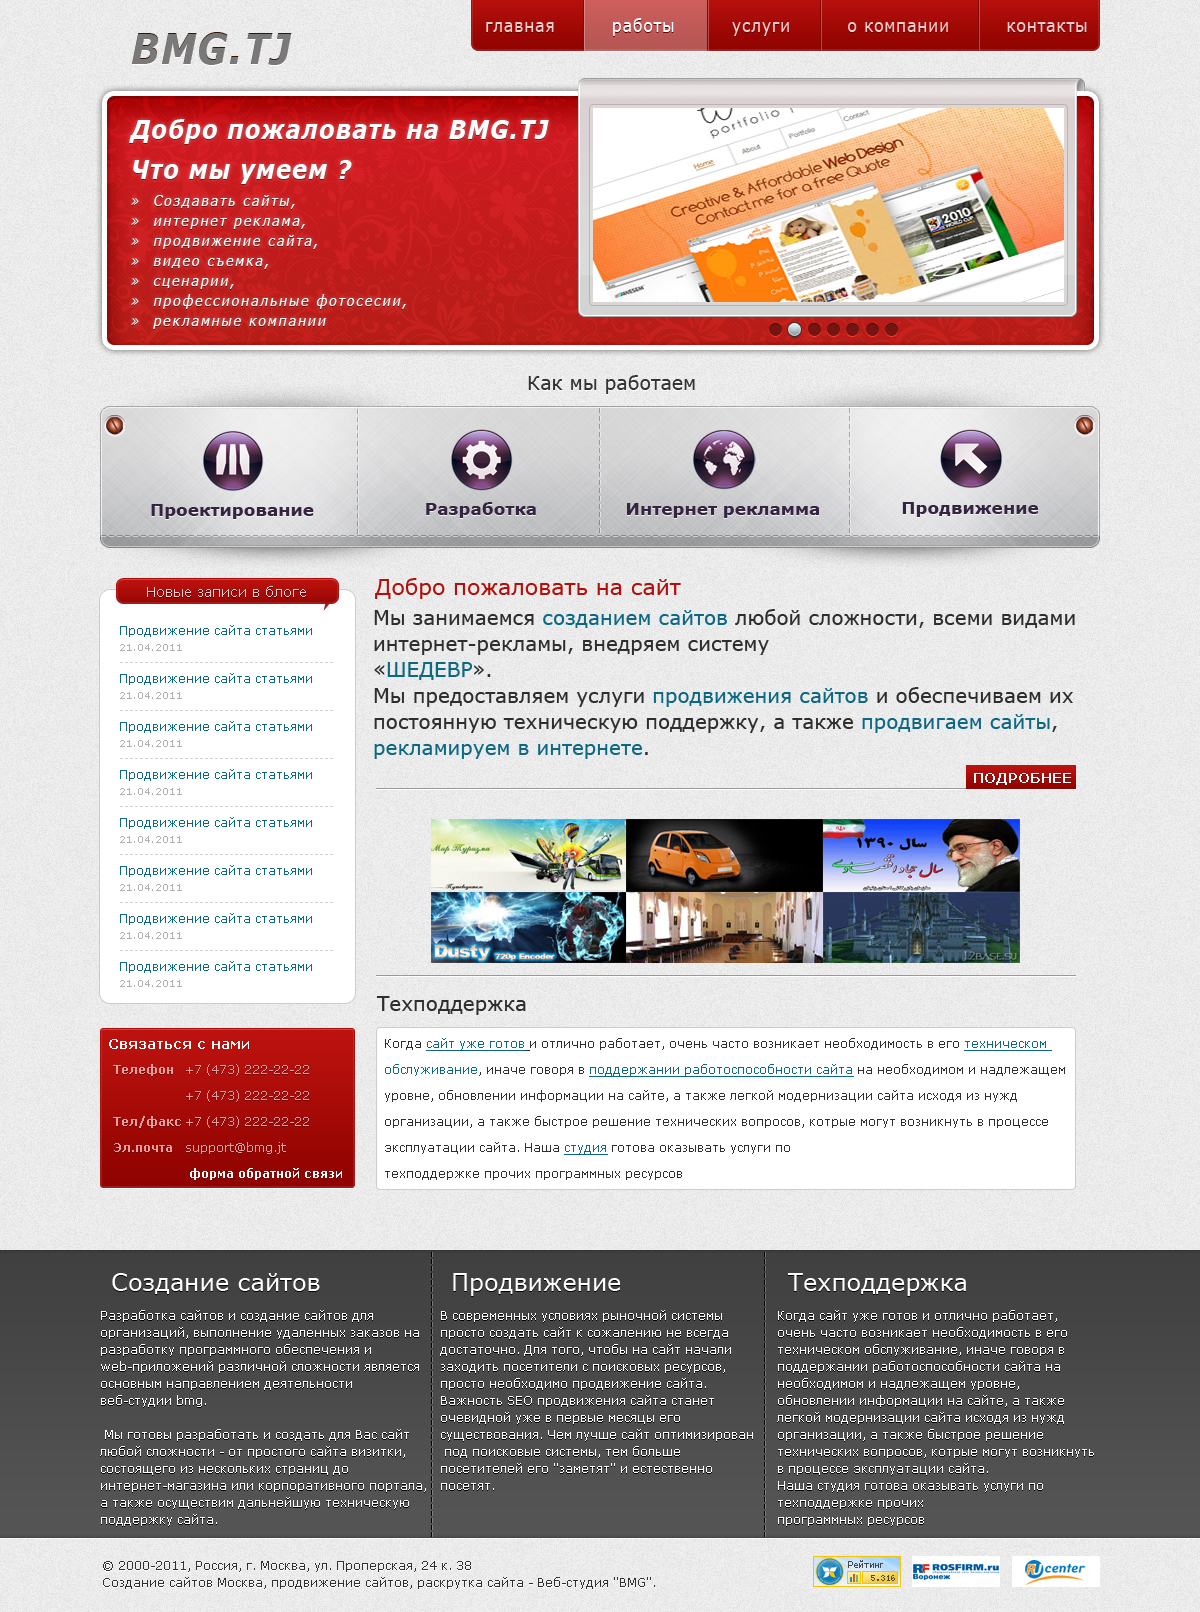 BMG.TJ
главная
работы
услуги
о компании
контакты
Добро пожаловать на BMG.TJ
Что мы умеем ?
» Создавать сайты,
» интернет реклама,
» продвижение сайта,
» видео съемка,
» сценарии,
» профессиональные фотосесии,
» рекламные компании
portfolio
Home
About
Portfolio
Contact
Creative & Affordable Web Design
Contact me for a free Quote
2010
WORLD CUP
Как мы работаем
Проектирование
Разработка
Интернет рекламма
Продвижение
Новые записи в блоге
Продвижение сайта статьями
21.04.2011
Продвижение сайта статьями
21.04.2011
Продвижение сайта статьями
21.04.2011
Продвижение сайта статьями
21.04.2011
Продвижение сайта статьями
21.04.2011
Продвижение сайта статьями
21.04.2011
Продвижение сайта статьями
21.04.2011
Продвижение сайта статьями
21.04.2011
Добро пожаловать на сайт
Мы занимаемся созданием сайтов любой сложности, всеми видами
интернет-рекламы, внедряем систему
«ШЕДЕВР».
Мы предоставляем услуги продвижения сайтов и обеспечиваем их
постоянную техническую поддержку, а также продвигаем сайты,
рекламируем в интернете.
ПОДРОБНЕЕ
Мир Туризма
Путеводитель
سال ۱۳۹۰
سال جهاد اقتصادی
Dusty 720p Encoder
L2BASE.SU
Техподдержка
Когда сайт уже готов и отлично работает, очень часто возникает необходимость в его техническом
обслуживание, иначе говоря в поддержании работоспособности сайта на необходимом и надлежащем
уровне, обновлении информации на сайте, а также легкой модернизации сайта исходя из нужд
организации, а также быстрое решение технических вопросов, котрые могут возникнуть в процессе
эксплуатации сайта. Наша студия готова оказывать услуги по
техподдержке прочих программных ресурсов
Связаться с нами
Телефон +7 (473) 222-22-22
+7 (473) 222-22-22
Тел/факс +7 (473) 222-22-22
Эл.почта support@bmg.jt
форма обратной связи
Создание сайтов
Разработка сайтов и создание сайтов для
организаций, выполнение удаленных заказов на
разработку программного обеспечения и
web-приложений различной сложности является
основным направлением деятельности
веб-студии bmg.
Мы готовы разработать и создать для Вас сайт
любой сложности - от простого сайта визитки,
состоящего из нескольких страниц до
интернет-магазина или корпоративного портала,
а также осуществим дальнейшую техническую
поддержку сайта.
Продвижение
В современных условиях рыночной системы
просто создать сайт к сожалению не всегда
достаточно. Для того, чтобы на сайт начали
заходить посетители с поисковых ресурсов,
просто необходимо продвижение сайта.
Важность SEO продвижения сайта станет
очевидной уже в первые месяцы его
существования. Чем лучше сайт оптимизирован
под поисковые системы, тем больше
посетителей его "заметят" и естественно
посетят.
Техподдержка
Когда сайт уже готов и отлично работает,
очень часто возникает необходимость в его
техническом обслуживание, иначе говоря в
поддержании работоспособности сайта на
необходимом и надлежащем уровне,
обновлении информации на сайте, а также
легкой модернизации сайта исходя из нужд
организации, а также быстрое решение
технических вопросов, котрые могут возникнуть
в процессе эксплуатации сайта.
Наша студия готова оказывать услуги по
техподдержке прочих
программных ресурсов
© 2000-2011, Россия, г. Москва, ул. Проперская, 24 к. 38
Создание сайтов Москва, продвижение сайтов, раскрутка сайта - Веб-студия "BMG".
Рейтинг
5.316
RF ROSFIRM.ru
Воронеж
RU center